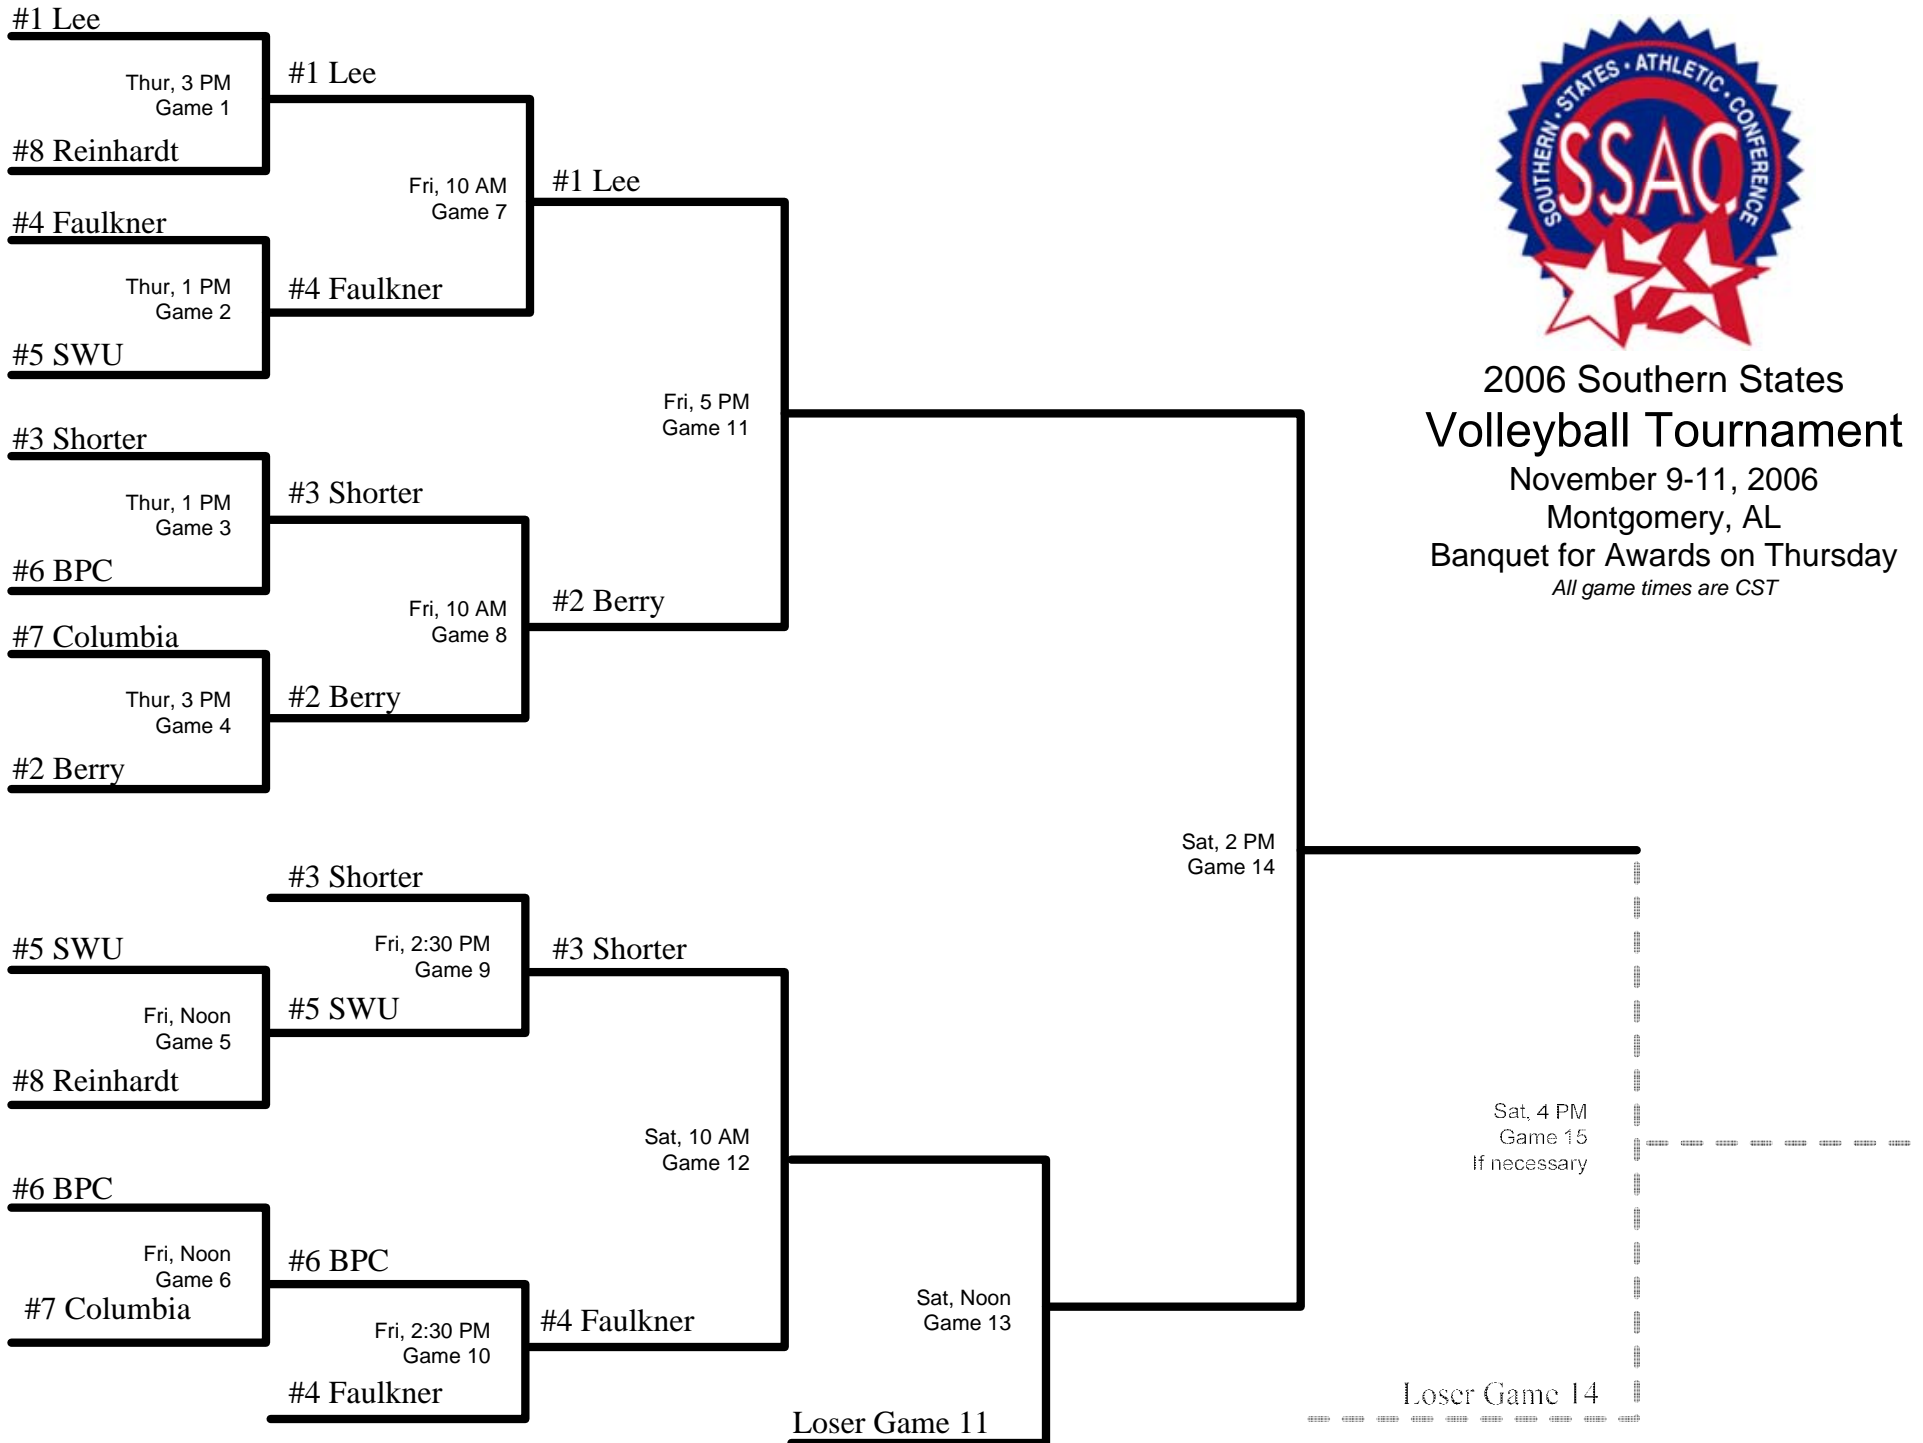 #1 Lee
Thur, 3 PM
Game 1
#8 Reinhardt
#1 Lee
#4 Faulkner
Thur, 1 PM
Game 2
#5 SWU
#4 Faulkner
Fri, 10 AM
Game 7
#1 Lee
#3 Shorter
Thur, 1 PM
Game 3
#6 BPC
#3 Shorter
#7 Columbia
Thur, 3 PM
Game 4
#2 Berry
#2 Berry
Fri, 10 AM
Game 8
#2 Berry
Fri, 5 PM
Game 11
#3 Shorter
#5 SWU
Fri, Noon
Game 5
#8 Reinhardt
#5 SWU
Fri, 2:30 PM
Game 9
#3 Shorter
#6 BPC
Fri, Noon
Game 6
#7 Columbia
#6 BPC
Fri, 2:30 PM
Game 10
#4 Faulkner
#4 Faulkner
Sat, 10 AM
Game 12
Sat, Noon
Game 13
Loser Game 11
Sat, 2 PM
Game 14
Sat, 4 PM
Game 15
If necessary
Loser Game 14
SOUTHERN • STATES • ATHLETIC • CONFERENCE
SSAC
2006 Southern States
Volleyball Tournament
November 9-11, 2006
Montgomery, AL
Banquet for Awards on Thursday
All game times are CST